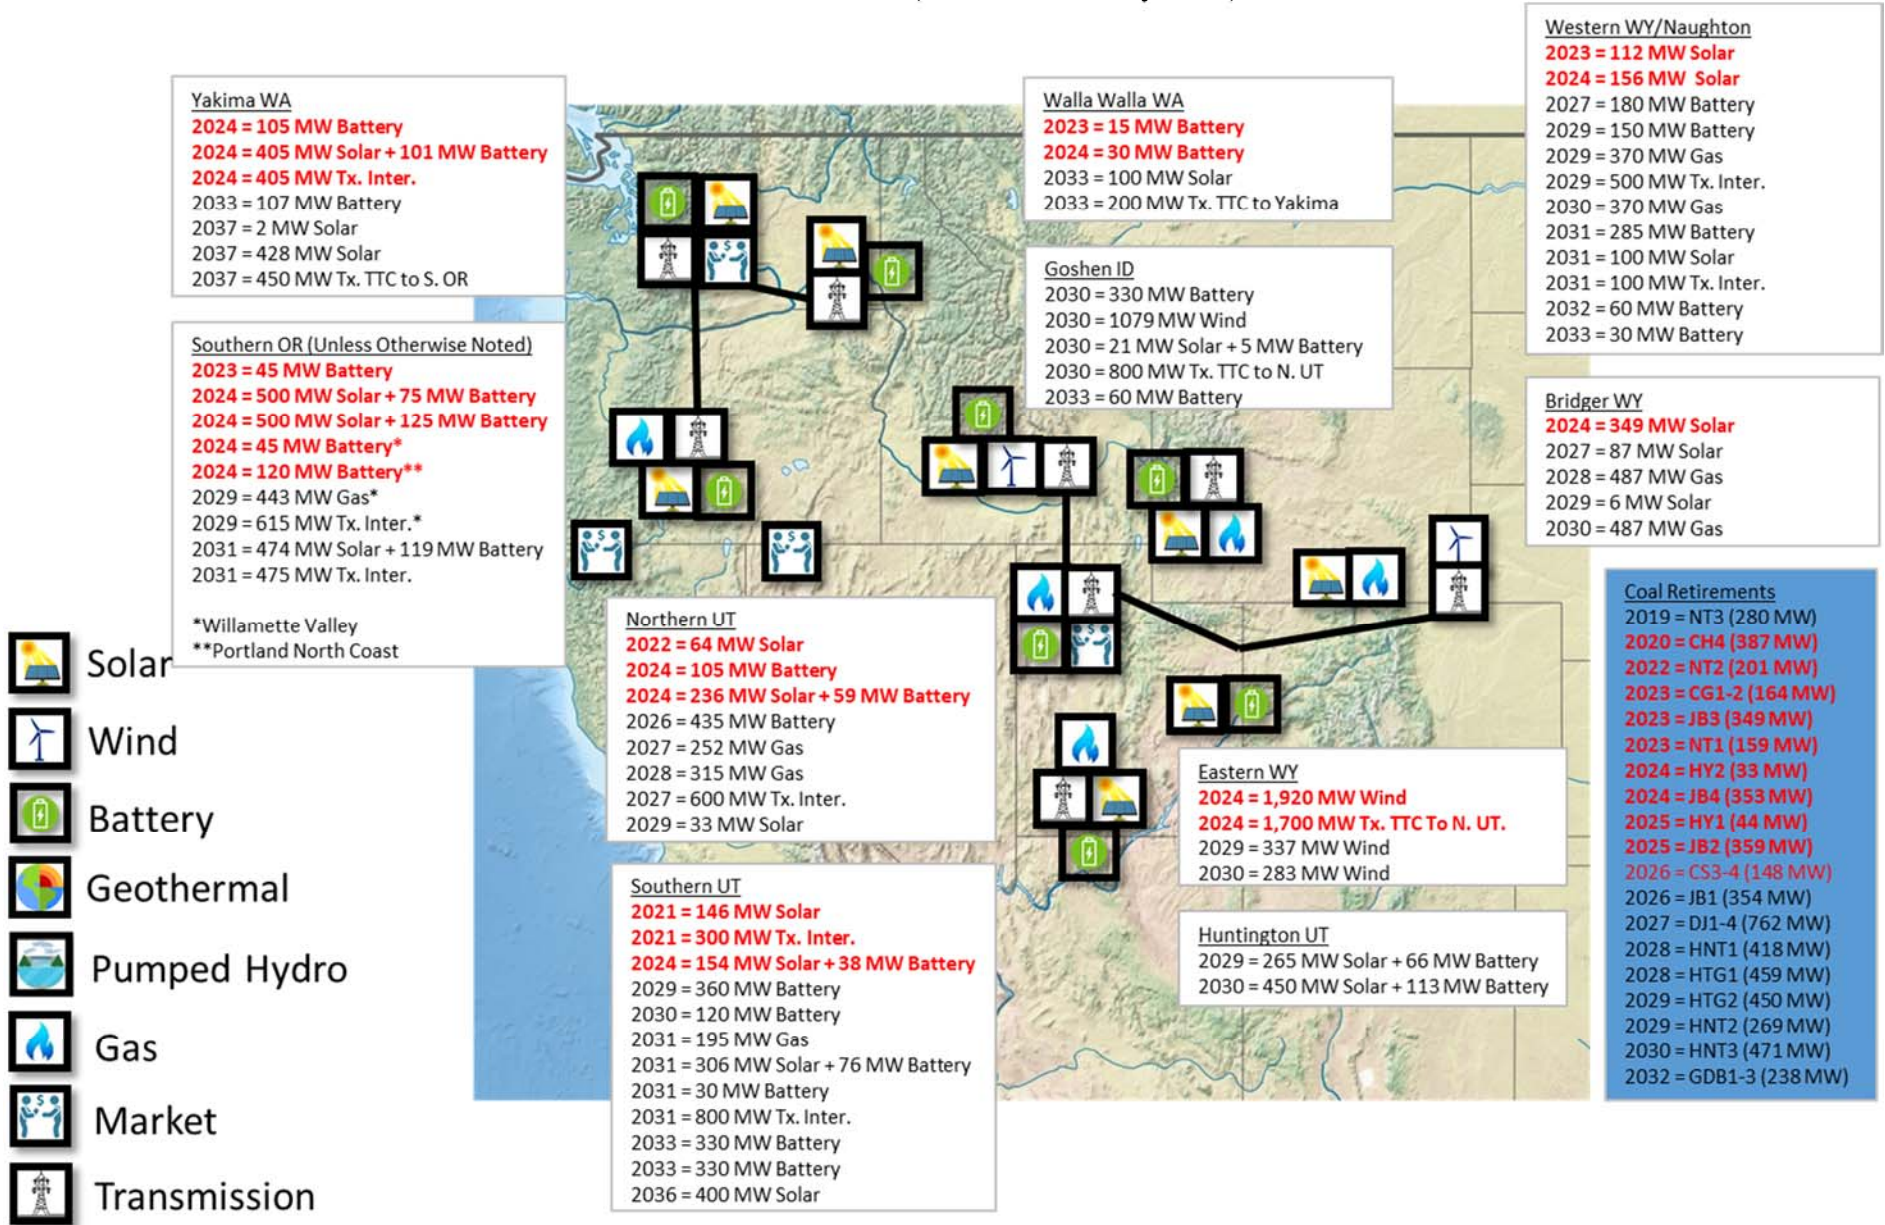 Yakima WA
2024 = 105 MW Battery
2024 = 405 MW Solar + 101 MW Battery
2024 = 405 MW Tx. Inter.
2033 = 107 MW Battery
2037 = 2 MW Solar
2037 = 428 MW Solar
2037 = 450 MW Tx. TTC to S. OR
Southern OR (Unless Otherwise Noted)
2023 = 45 MW Battery
2024 = 500 MW Solar + 75 MW Battery
2024 = 500 MW Solar + 125 MW Battery
2024 = 45 MW Battery*
2024 = 120 MW Battery**
2029 = 443 MW Gas*
2029 = 615 MW Tx. Inter.*
2031 = 474 MW Solar + 119 MW Battery
2031 = 475 MW Tx. Inter.
*Willamette Valley
**Portland North Coast
Walla Walla WA
2023 = 15 MW Battery
2024 = 30 MW Battery
2033 = 100 MW Solar
2033 = 200 MW Tx. TTC to Yakima
Goshen ID
2030 = 330 MW Battery
2030 = 1079 MW Wind
2030 = 21 MW Solar + 5 MW Battery
2030 = 800 MW Tx. TTC to N. UT
2033 = 60 MW Battery
Western WY/Naughton
2023 = 112 MW Solar
2024 = 156 MW Solar
2027 = 180 MW Battery
2029 = 150 MW Battery
2029 = 370 MW Gas
2029 = 500 MW Tx. Inter.
2030 = 370 MW Gas
2031 = 285 MW Battery
2031 = 100 MW Solar
2031 = 100 MW Tx. Inter.
2032 = 60 MW Battery
2033 = 30 MW Battery
Bridger WY
2024 = 349 MW Solar
2027 = 87 MW Solar
2028 = 487 MW Gas
2029 = 6 MW Solar
2030 = 487 MW Gas
Northern UT
2022 = 64 MW Solar
2024 = 105 MW Battery
2024 = 236 MW Solar + 59 MW Battery
2026 = 435 MW Battery
2027 = 252 MW Gas
2028 = 315 MW Gas
2027 = 600 MW Tx. Inter.
2029 = 33 MW Solar
Southern UT
2021 = 146 MW Solar
2021 = 300 MW Tx. Inter.
2024 = 154 MW Solar + 38 MW Battery
2029 = 360 MW Battery
2030 = 120 MW Battery
2031 = 195 MW Gas
2031 = 306 MW Solar + 76 MW Battery
2031 = 30 MW Battery
2031 = 800 MW Tx. Inter.
2033 = 330 MW Battery
2033 = 330 MW Battery
2036 = 400 MW Solar
Eastern WY
2024 = 1,920 MW Wind
2024 = 1,700 MW Tx. TTC To N. UT.
2029 = 337 MW Wind
2030 = 283 MW Wind
Huntington UT
2029 = 265 MW Solar + 66 MW Battery
2030 = 450 MW Solar + 113 MW Battery
Coal Retirements
2019 = NT3 (280 MW)
2020 = CH4 (387 MW)
2022 = NT2 (201 MW)
2023 = CG1-2 (164 MW)
2023 = JB3 (349 MW)
2023 = NT1 (159 MW)
2024 = HY2 (33 MW)
2024 = JB4 (353 MW)
2025 = HY1 (44 MW)
2025 = JB2 (359 MW)
2026 = CS3-4 (148 MW)
2026 = JB1 (354 MW)
2027 = DJ1-4 (762 MW)
2028 = HNT1 (418 MW)
2028 = HTG1 (459 MW)
2029 = HTG2 (450 MW)
2029 = HNT2 (269 MW)
2030 = HNT3 (471 MW)
2032 = GDB1-3 (238 MW)
Solar
Wind
Battery
Geothermal
Pumped Hydro
Gas
Market
Transmission